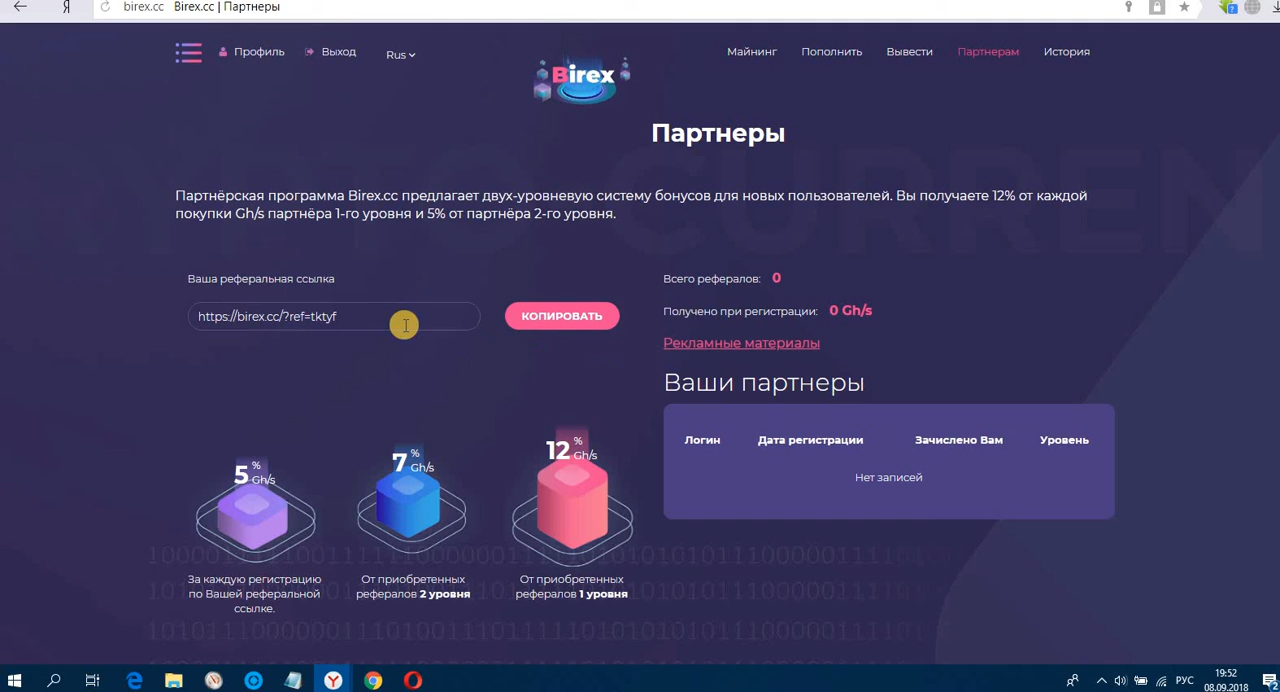 Я birex.cc Birex.cc | Партнеры
Профиль Выход Rus
Birex
Майнинг Пополнить Вывести Партнерам История
Партнеры
Партнёрская программа Birex.cc предлагает двух-уровневую систему бонусов для новых пользователей. Вы получаете 12% от каждой
покупки Gh/s партнёра 1-го уровня и 5% от партнёра 2-го уровня.
Ваша реферальная ссылка
https://birex.cc/?ref=tktyf
КОПИРОВАТЬ
Всего рефералов: 0
Получено при регистрации: 0 Gh/s
Рекламные материалы
Ваши партнеры
Логин Дата регистрации Зачислено Вам Уровень
Нет записей
5 % Gh/s
За каждую регистрацию
по Вашей реферальной
ссылке.
7 % Gh/s
От приобретенных
рефералов 2 уровня
12 % Gh/s
От приобретенных
рефералов 1 уровня
РУС
19:52
08.09.2018